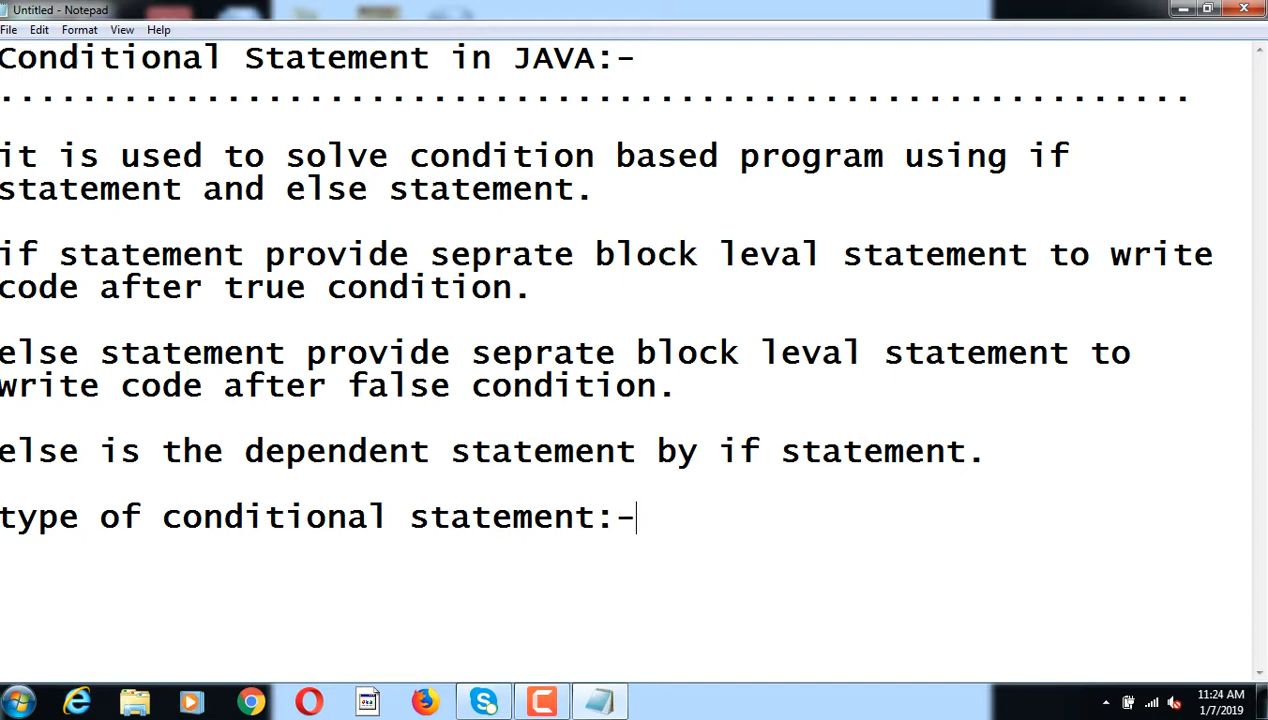 Untitled - Notepad
File Edit Format View Help
Conditional Statement in JAVA:-
..........................................................
it is used to solve condition based program using if
statement and else statement.
if statement provide seprate block leval statement to write
code after true condition.
else statement provide seprate block leval statement to
write code after false condition.
else is the dependent statement by if statement.
type of conditional statement:-
11:24 AM
1/7/2019